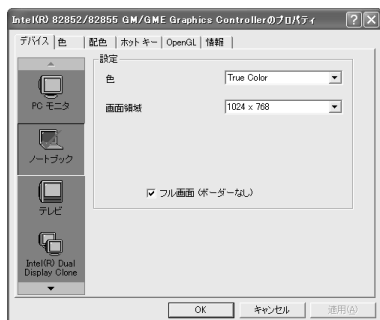 Intel(R) 82852/82855 GM/GME Graphics Controllerのプロパティ
デバイス 色 配色 ホットキー OpenGL 情報
PC モニタ
ノートブック
テレビ
Intel(R) Dual
Display Clone
設定
色 True Color
画面領域 1024 x 768
フル画面 (ボーダーなし)
OK キャンセル 適用(A)